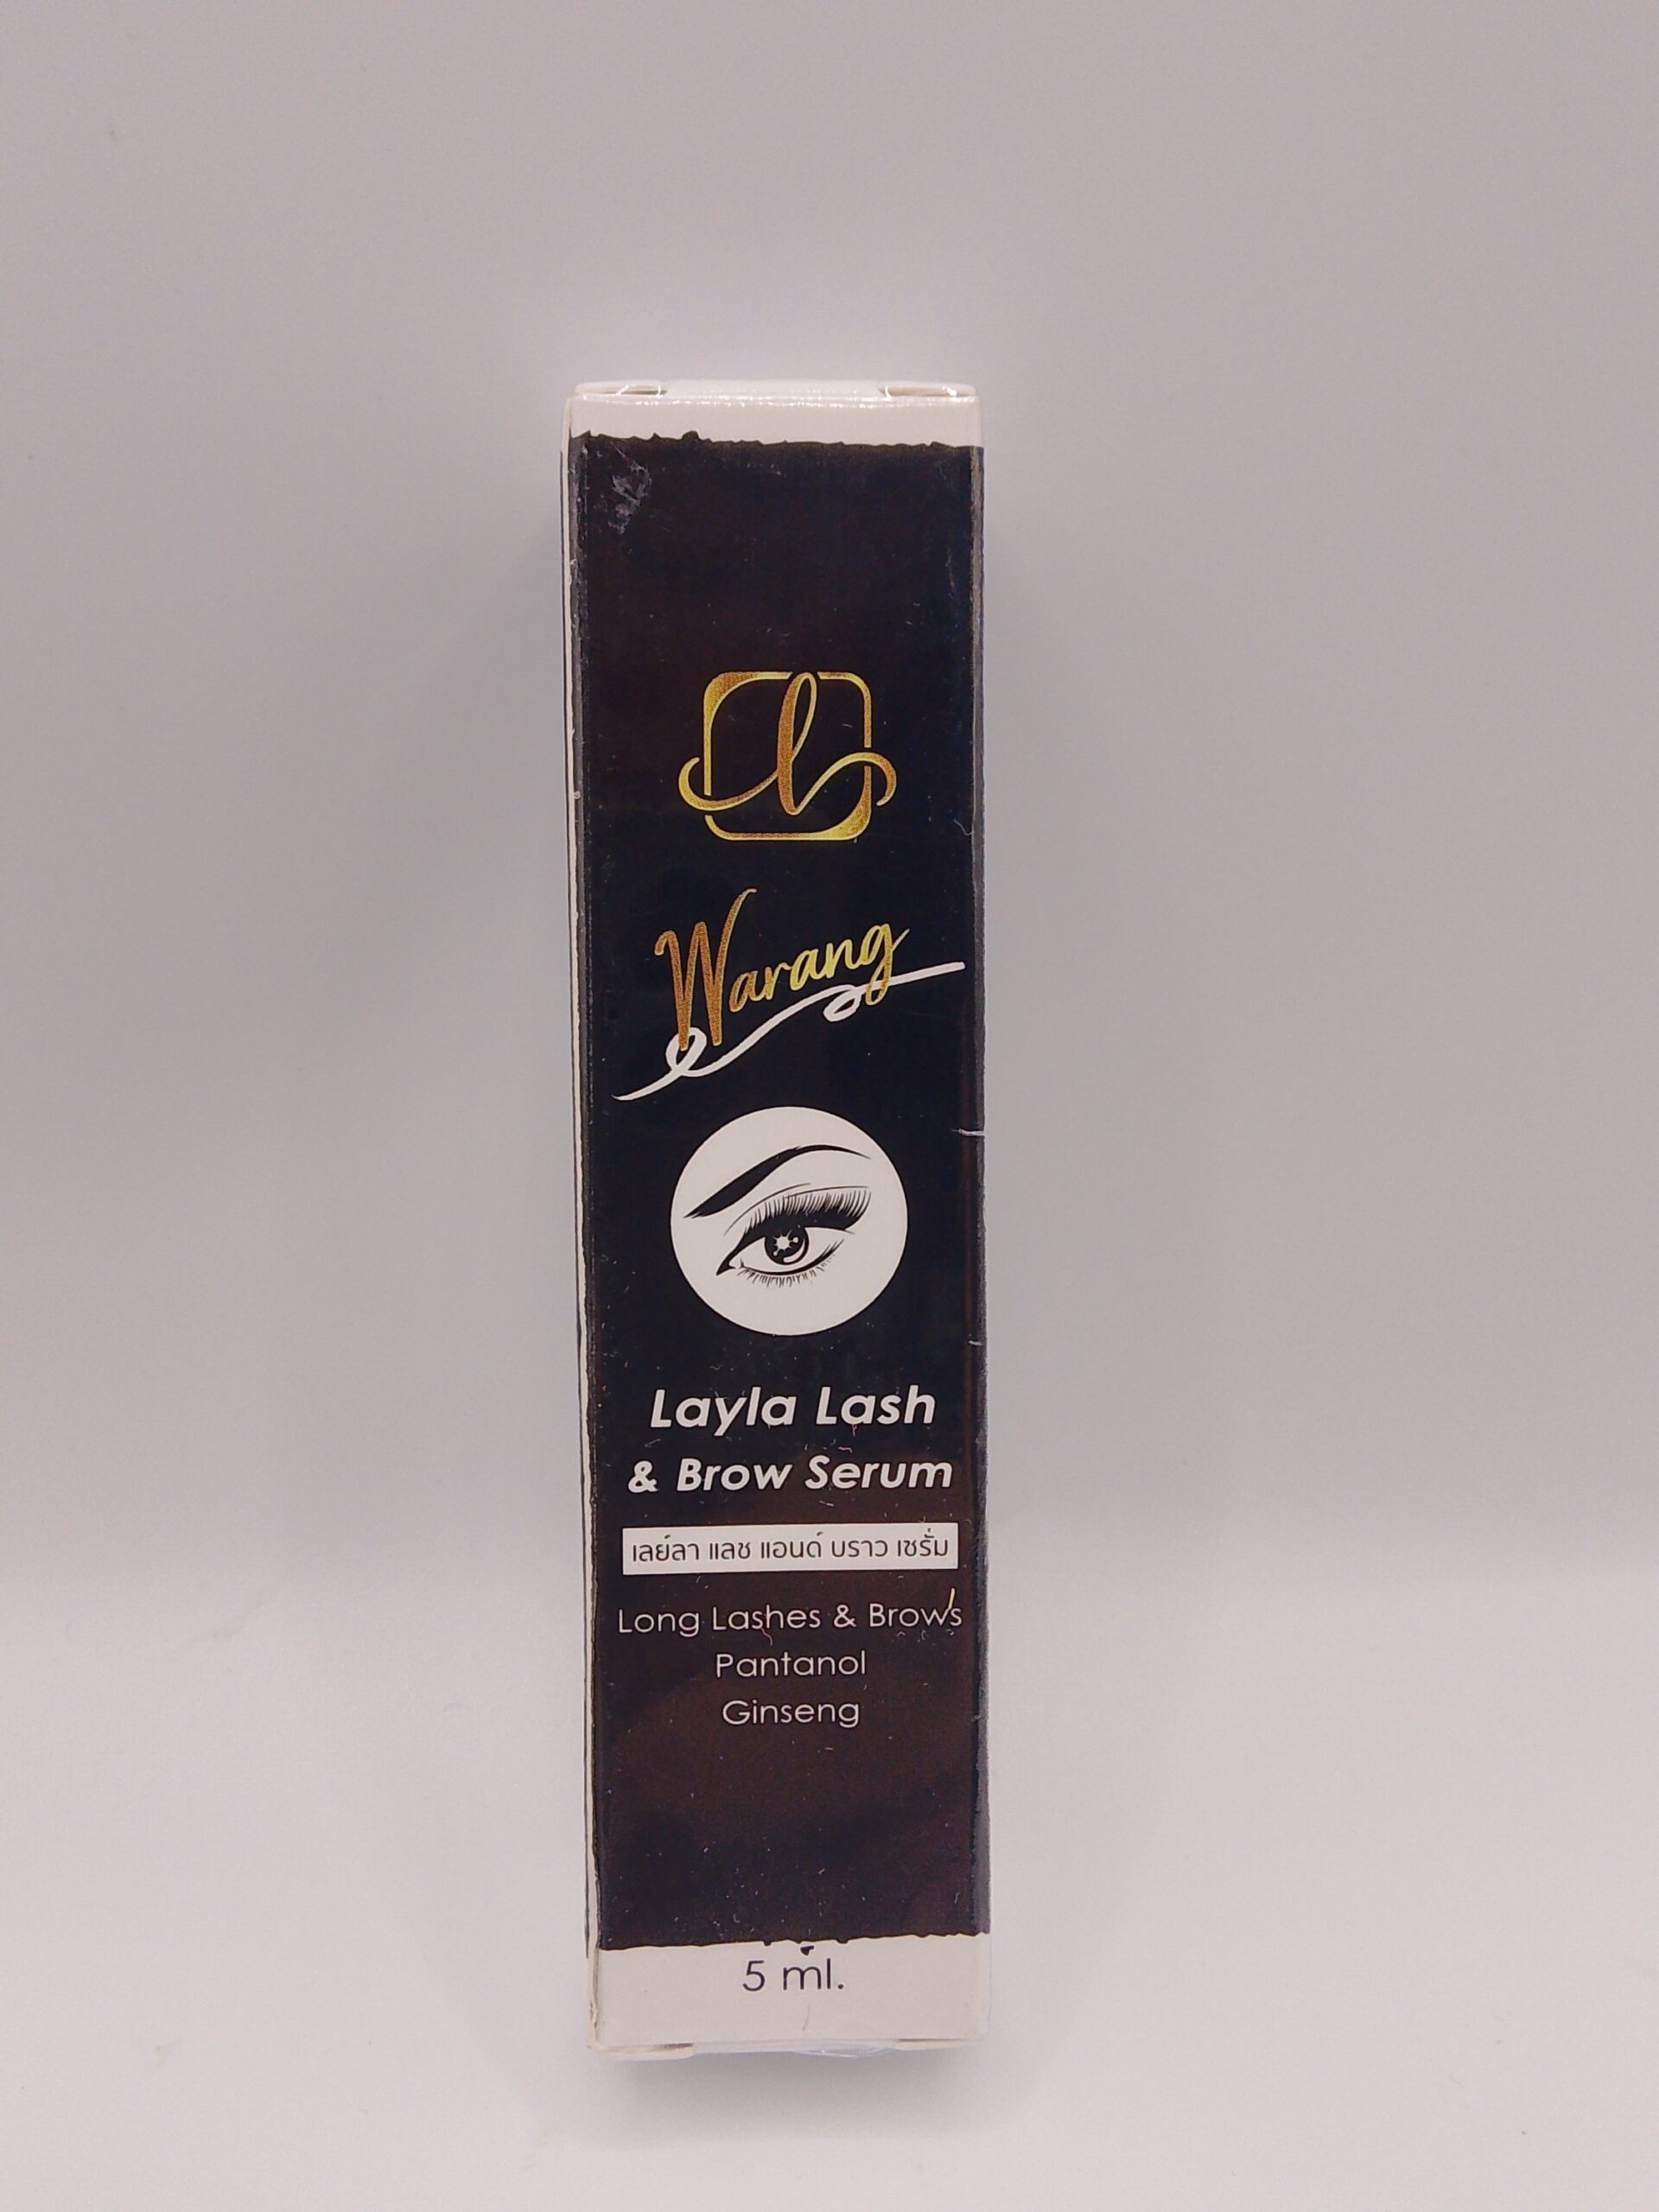 Warang
Layla Lash
& Brow Serum
เลย์ลา แลช แอนด์ บราว เซรั่ม
Long Lashes & Brows
Pantanol
Ginseng
5 ml.